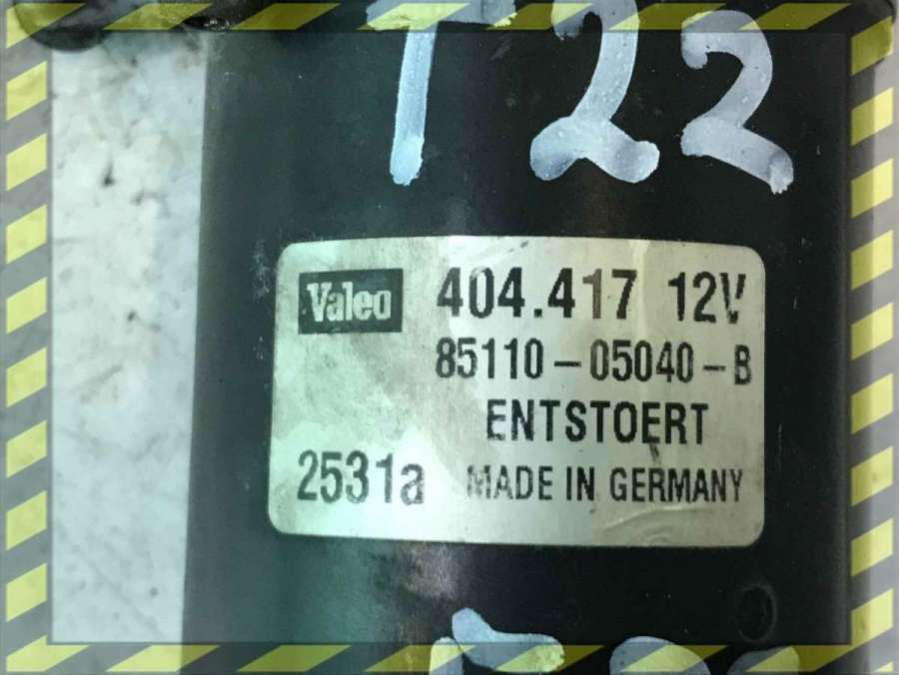 T22
Valeo 404.417 12V
85110-05040-B
ENTSTOERT
2531a MADE IN GERMANY